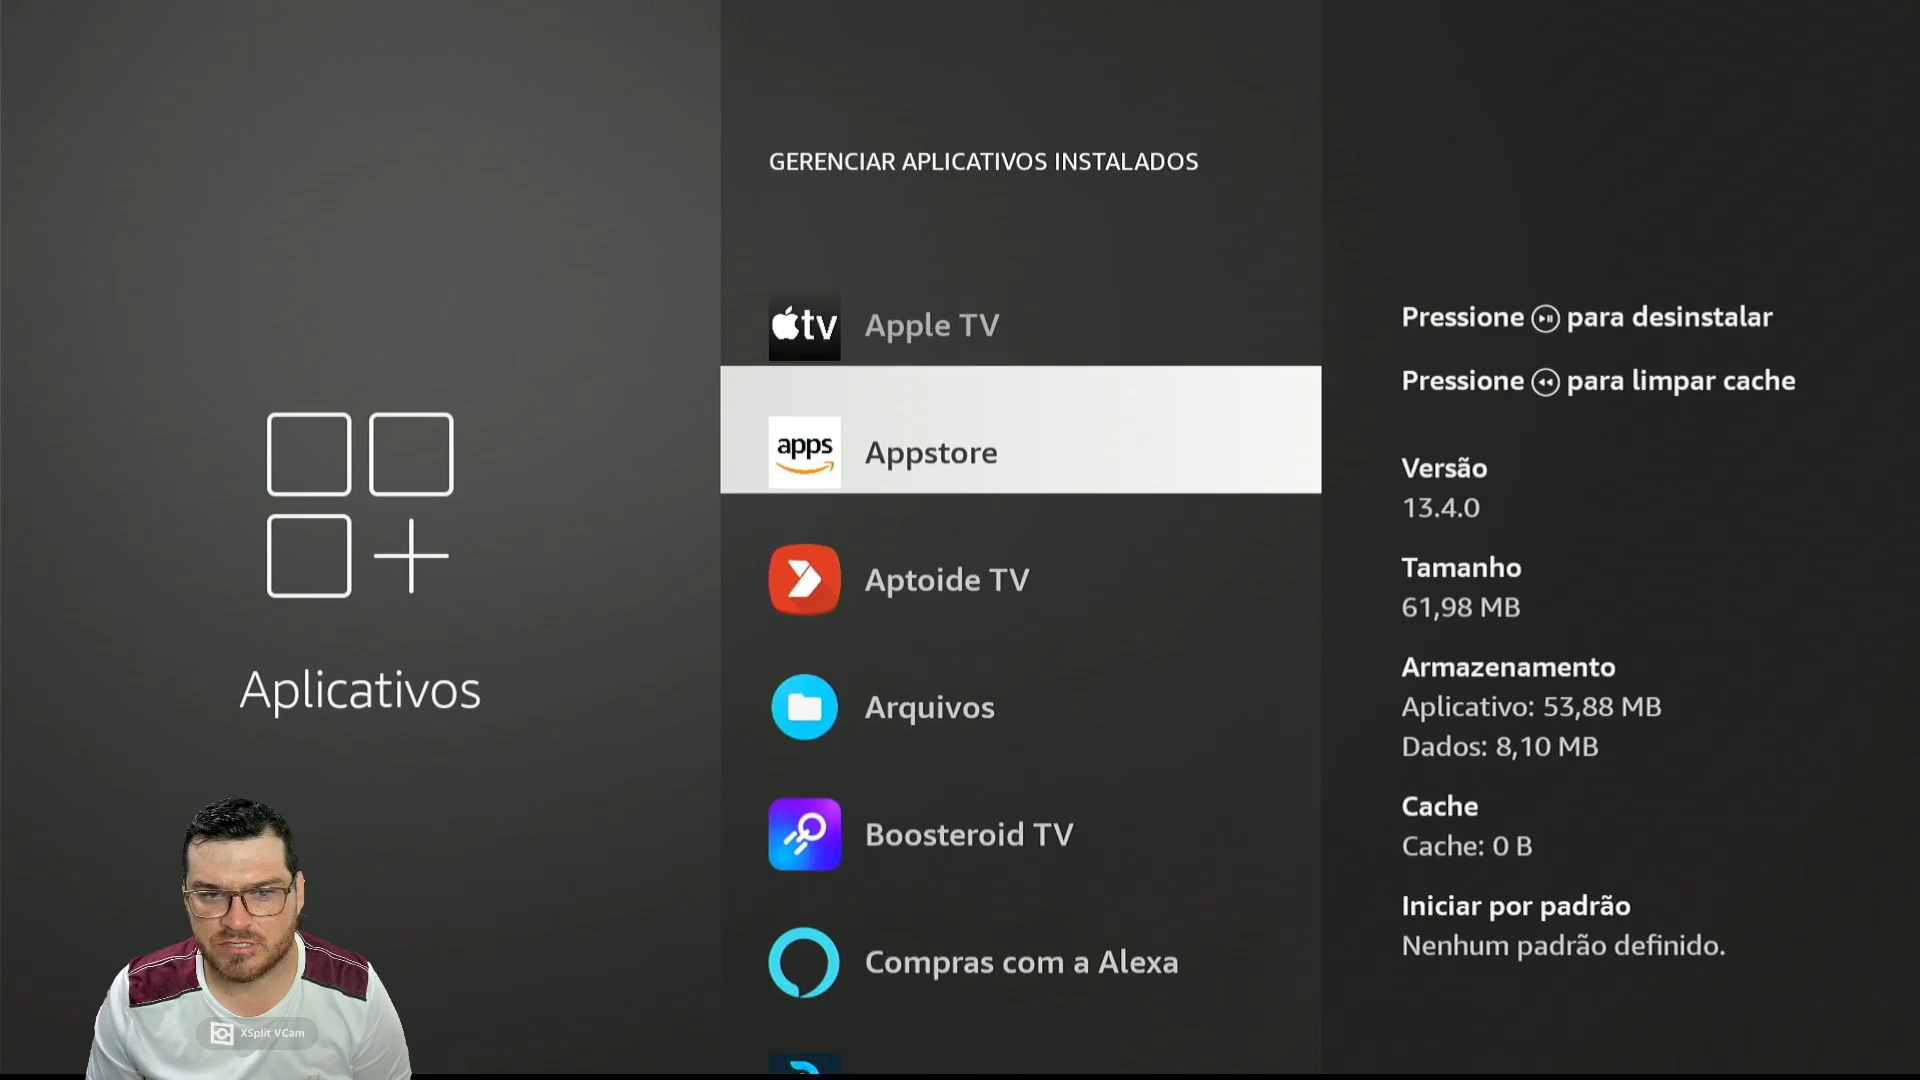 GERENCIAR APLICATIVOS INSTALADOS
tv Apple TV
apps Appstore
Aptoide TV
Arquivos
Boosteroid TV
Compras com a Alexa
Aplicativos
Pressione para desinstalar
Pressione para limpar cache
Versão
13.4.0
Tamanho
61,98 MB
Armazenamento
Aplicativo: 53,88 MB
Dados: 8,10 MB
Cache
Cache: 0 B
Iniciar por padrão
Nenhum padrão definido.
XSplit VCam